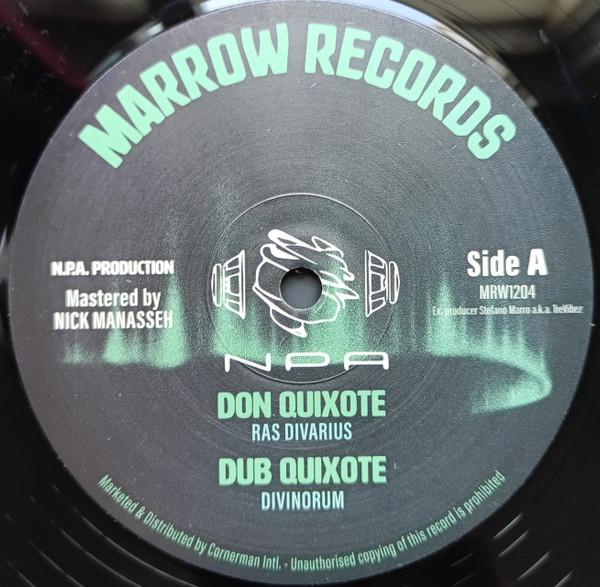 MARROW RECORDS
N.P.A. PRODUCTION
Mastered by
NICK MANASSEH
Side A
MRW1204
Ex. producer Stefano Marro a.k.a. TreVibez
NPA
DON QUIXOTE
RAS DIVARIUS
DUB QUIXOTE
DIVINORUM
Marketed & Distributed by Cornerman Intl. - Unauthorised copying of this record is prohibited